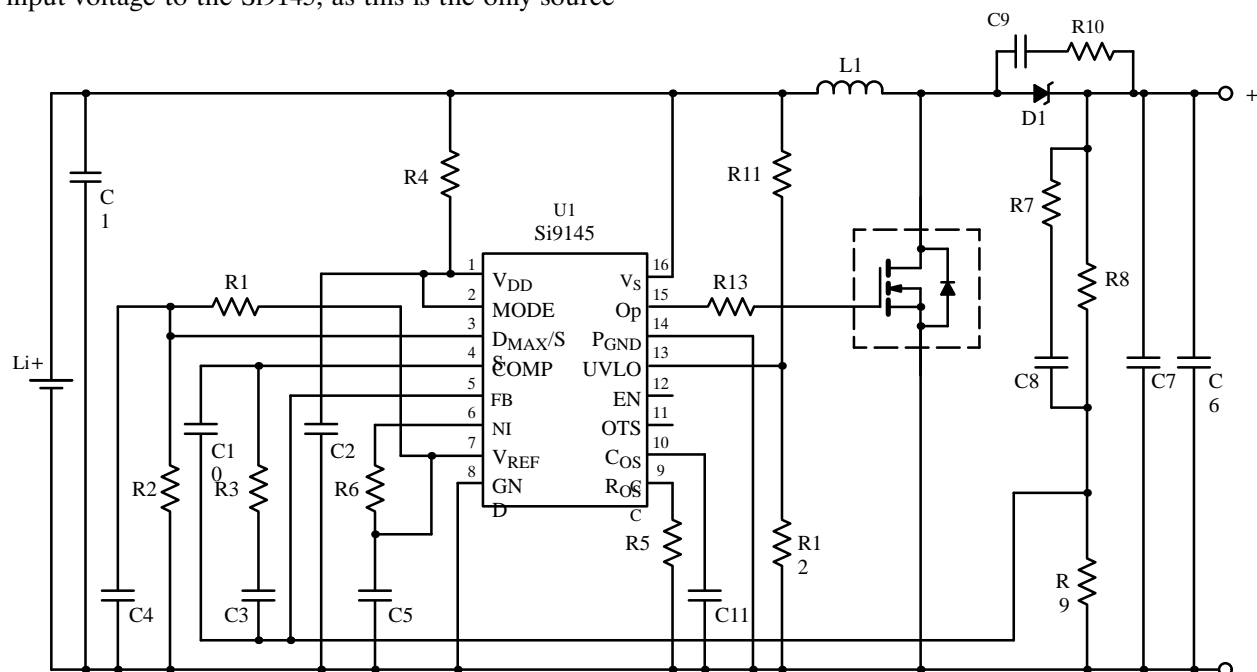 input voltage to the Si9145, as this is the only source
C9
R10
L1
+
D1
C
1
R4
R11
R7
U1
Si9145
R8
1
VDD
16
VS
R1
2
MODE
15
Op
R13
3
DMAX/S
S
14
PGND
Li+
4
COMP
13
UVLO
C8
C7
C
6
5
FB
12
EN
6
NI
11
OTS
C1
0
C2
7
VREF
10
COS
C
R2
R3
R6
8
GN
D
9
ROS
C
R5
R1
2
R
9
C4
C3
C5
C11